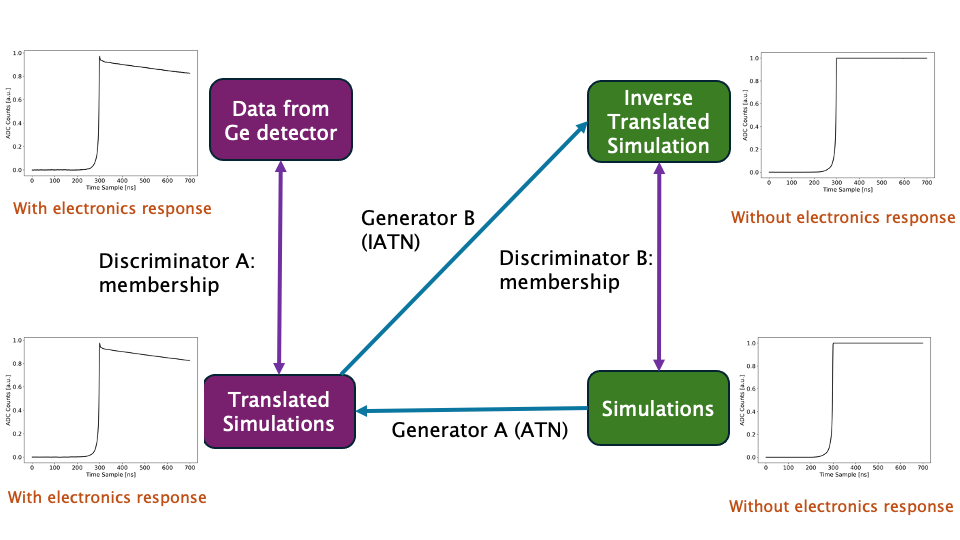 1.0
0.8
0.6
0.4
0.2
0.0
ADC Counts [a.u.]
0 100 200 300 400 500 600 700
Time Sample [ns]
With electronics response
Data from
Ge detector
Inverse
Translated
Simulation
1.0
0.8
0.6
0.4
0.2
0.0
ADC Counts [a.u.]
0 100 200 300 400 500 600 700
Time Sample [ns]
Without electronics response
Generator B
(IATN)
Discriminator A:
membership
Discriminator B:
membership
1.0
0.8
0.6
0.4
0.2
0.0
ADC Counts [a.u.]
0 100 200 300 400 500 600 700
Time Sample [ns]
With electronics response
Translated
Simulations
Generator A (ATN)
Simulations
1.0
0.8
0.6
0.4
0.2
0.0
ADC Counts [a.u.]
0 100 200 300 400 500 600 700
Time Sample [ns]
Without electronics response